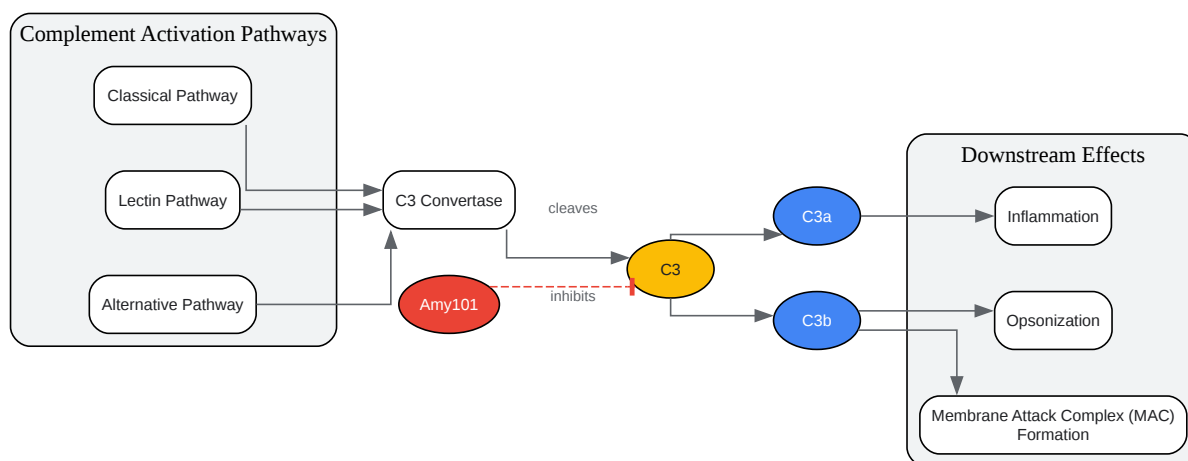 Complement Activation Pathways
Classical Pathway
Lectin Pathway
Alternative Pathway
C3 Convertase
Amy101
cleaves
inhibits
C3
C3a
C3b
Downstream Effects
Inflammation
Opsonization
Membrane Attack Complex (MAC)
Formation